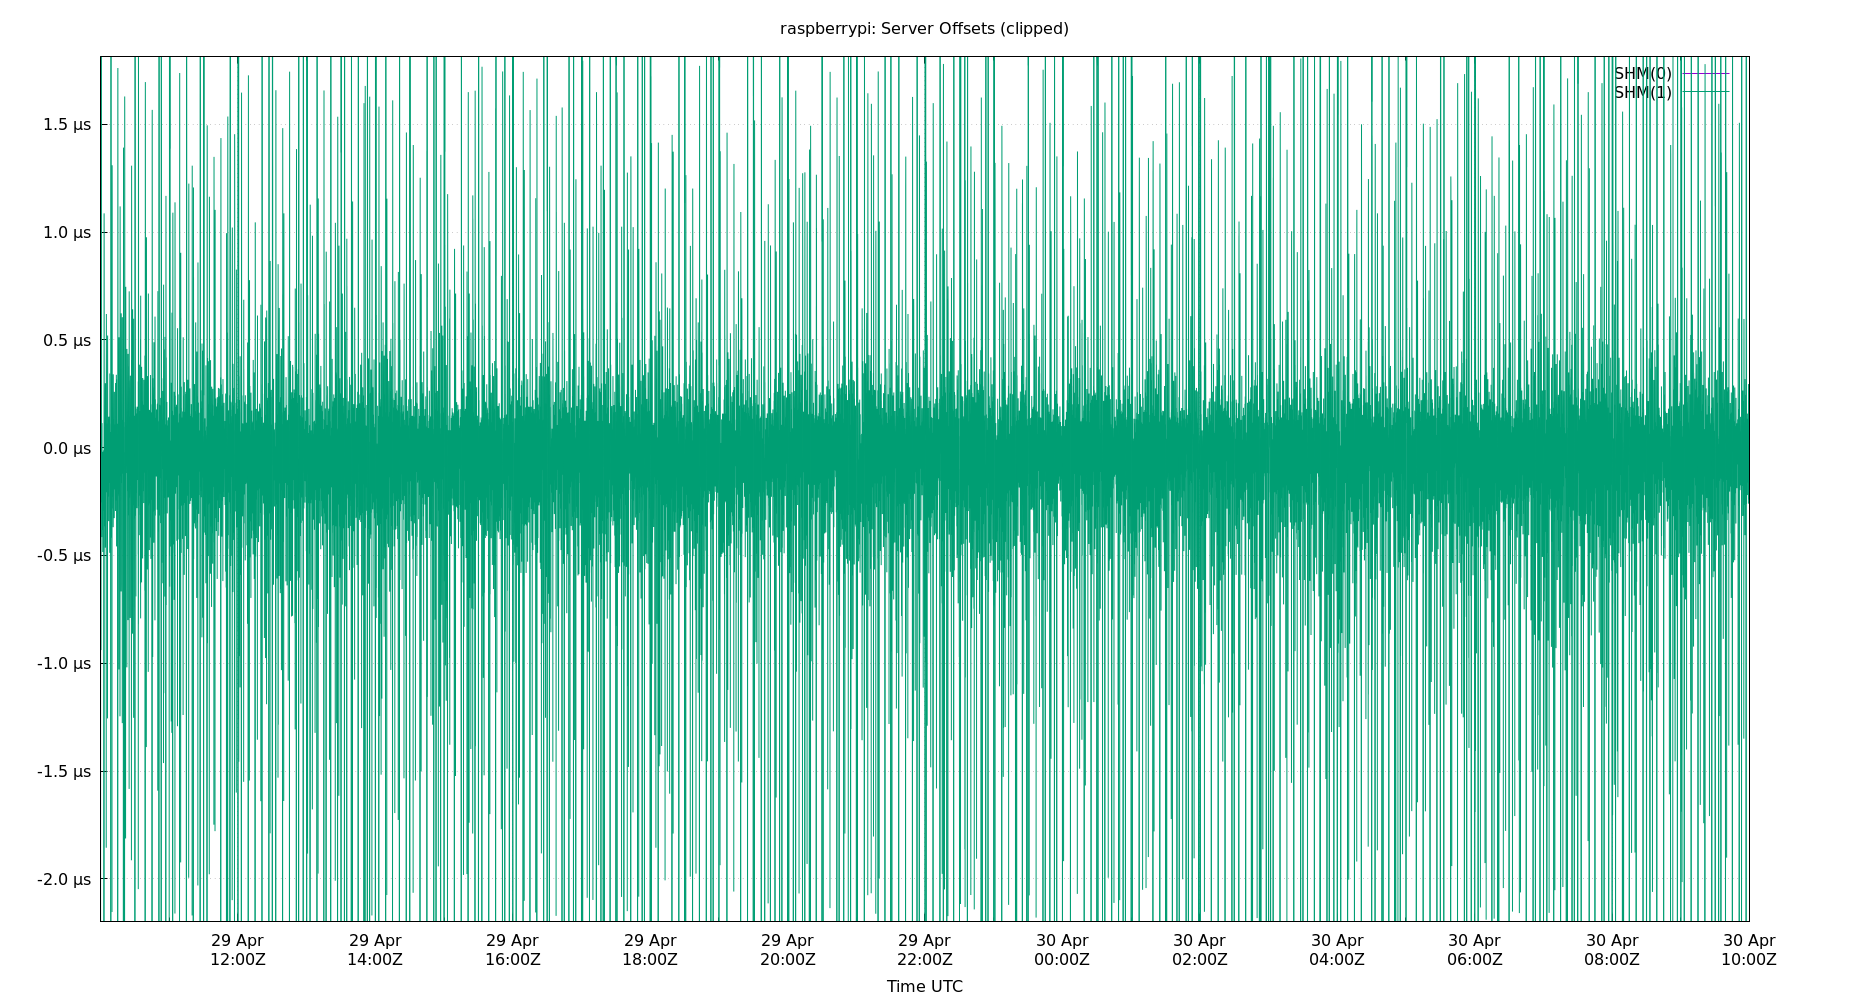 raspberrypi: Server Offsets (clipped)
SHM(0)
SHM(1)
1.5 µs
1.0 µs
0.5 µs
0.0 µs
-0.5 µs
-1.0 µs
-1.5 µs
-2.0 µs
29 Apr 29 Apr 29 Apr 29 Apr 29 Apr 29 Apr 30 Apr 30 Apr 30 Apr 30 Apr 30 Apr 30 Apr
12:00Z 14:00Z 16:00Z 18:00Z 20:00Z 22:00Z 00:00Z 02:00Z 04:00Z 06:00Z 08:00Z 10:00Z
Time UTC